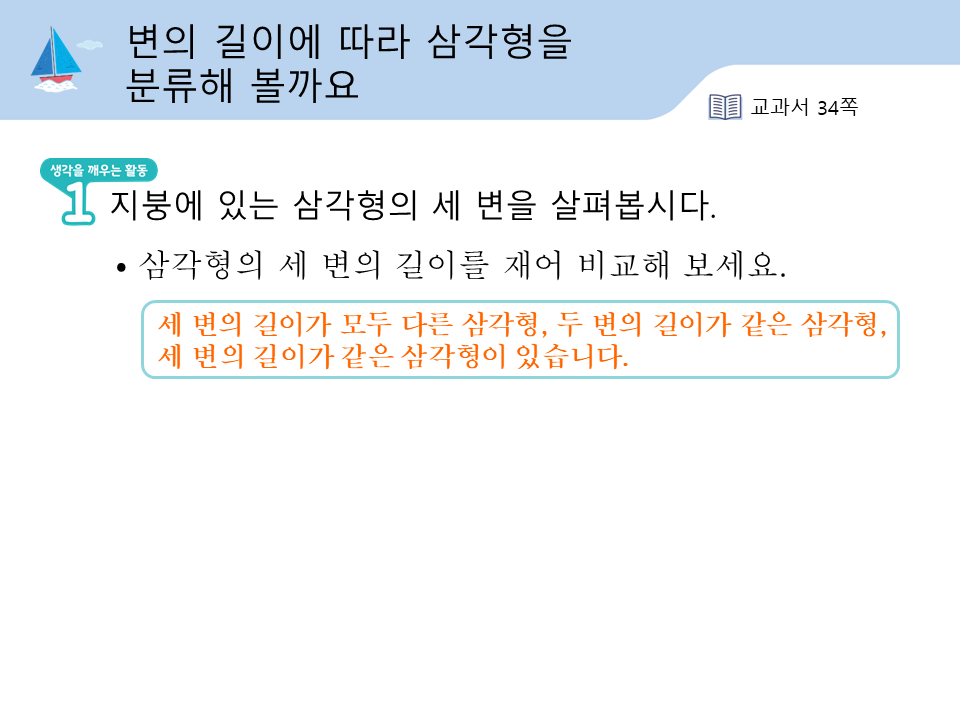 변의 길이에 따라 삼각형을
분류해 볼까요
교과서 34쪽
생각을 깨우는 활동
1 지붕에 있는 삼각형의 세 변을 살펴봅시다.
• 삼각형의 세 변의 길이를 재어 비교해 보세요.
세 변의 길이가 모두 다른 삼각형, 두 변의 길이가 같은 삼각형,
세 변의 길이가 같은 삼각형이 있습니다.